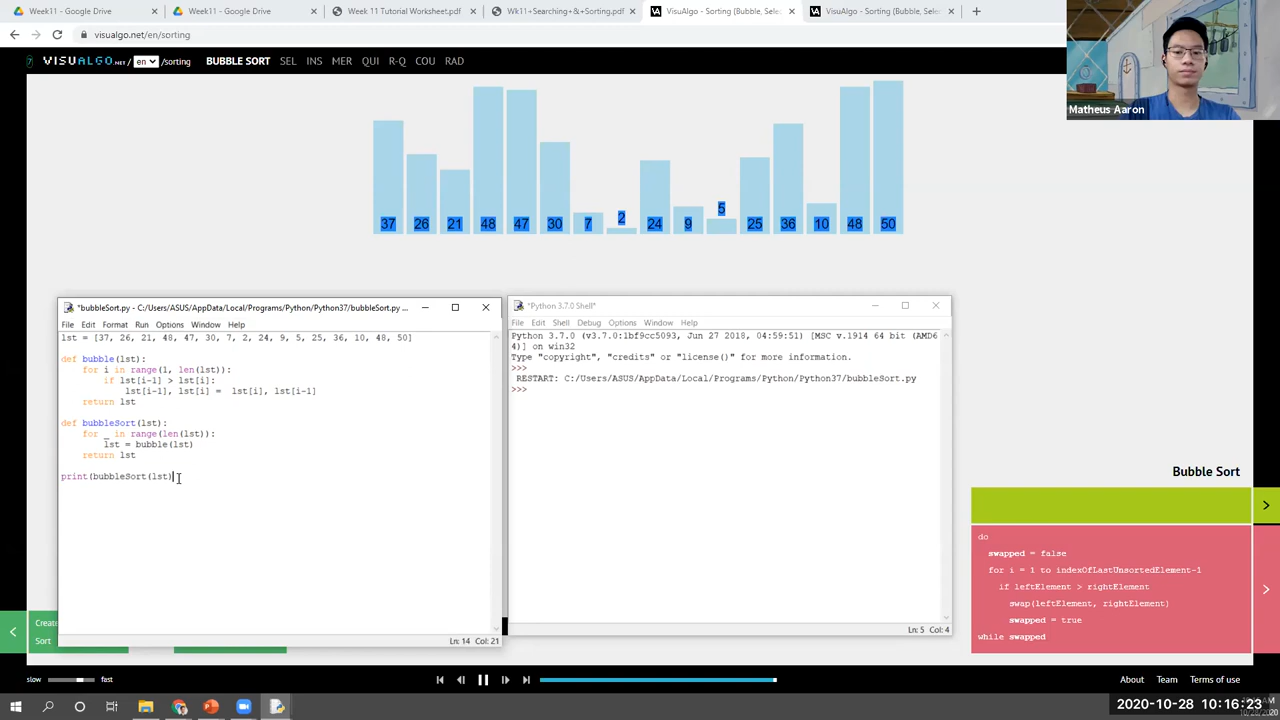 Week11 - Google Drive
Week11 - Google Drive
Week 11 Tutorial Worksheet.pdf
Wk11+Searching+&+Sorting.pdf
VisuAlgo - Sorting (Bubble, Sele
VisuAlgo - Sorting (Bubble, Selec
visualgo.net/en/sorting
7 VISUALGO.NET/ en /sorting BUBBLE SORT SEL INS MER QUI R-Q COU RAD
Matheus Aaron
37 26 21 48 47 30 7 2 24 9 5 25 36 10 48 50
*bubbleSort.py - C:/Users/ASUS/AppData/Local/Programs/Python/Python37/bubbleSort.py ...
File Edit Format Run Options Window Help
lst = [37, 26, 21, 48, 47, 30, 7, 2, 24, 9, 5, 25, 36, 10, 48, 50]
def bubble(lst):
for i in range(1, len(lst)):
if lst[i-1] > lst[i]:
lst[i-1], lst[i] =  lst[i], lst[i-1]
return lst
def bubbleSort(lst):
for _ in range(len(lst)):
lst = bubble(lst)
return lst
print(bubbleSort(lst)
Ln: 14 Col: 21
*Python 3.7.0 Shell*
File Edit Shell Debug Options Window Help
Python 3.7.0 (v3.7.0:1bf9cc5093, Jun 27 2018, 04:59:51) [MSC v.1914 64 bit (AMD6
4)] on win32
Type "copyright", "credits" or "license()" for more information.
>>>
RESTART: C:/Users/ASUS/AppData/Local/Programs/Python/Python37/bubbleSort.py
>>>
Ln: 5 Col: 4
Bubble Sort
do
swapped = false
for i = 1 to indexOfLastUnsortedElement-1
if leftElement > rightElement
swap(leftElement, rightElement)
swapped = true
while swapped
Create
Sort
slow fast
About Team Terms of use
2020-10-28 10:16:23